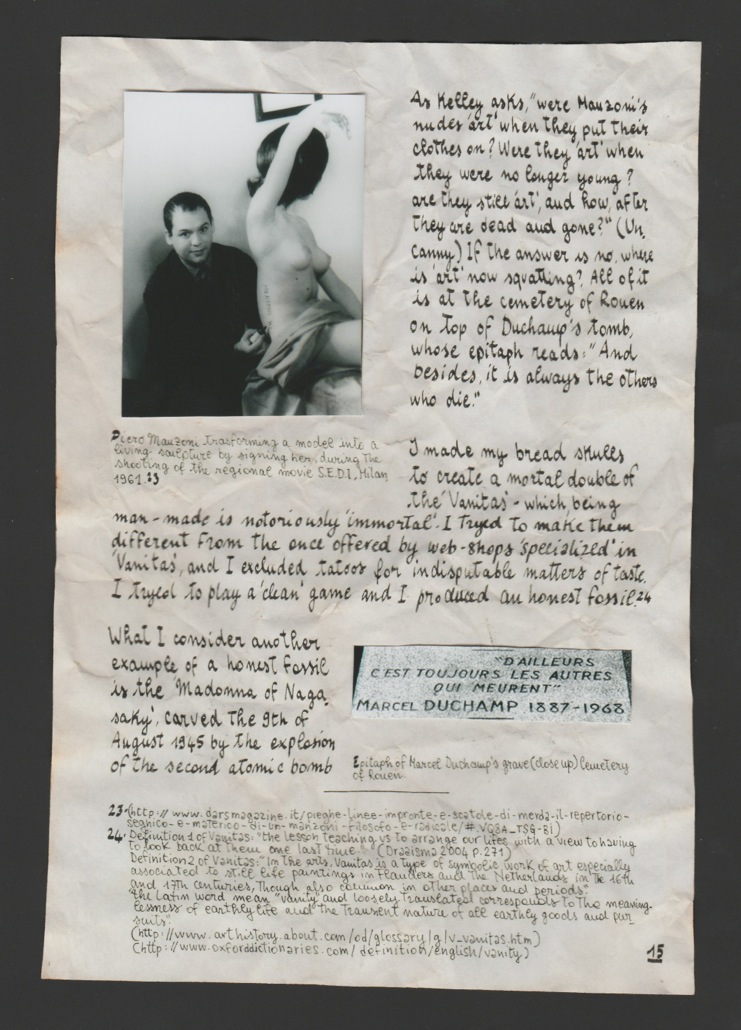 As Kelley asks, "were Manzoni's
nudes 'art' when they put their
clothes on? Were they 'art' when
they were no longer young?
are they still 'art', and how, after
they are dead and gone?" (Un
canny) If the answer is no, where
is 'art' now squatting? All of it
is at the cemetery of Rouen
on top of Duchamp's tomb,
whose epitaph reads: "And
besides, it is always the others
who die."
Piero Manzoni trasforming a model into a
living sculpture by signing her, during the
shooting of the regional movie S.E.D.I, Milan
1961.23
I made my bread skulls
to create a mortal double of
the 'Vanitas' - which, being
man-made is notoriously 'immortal'. I tryed to make them
different from the once offered by web-shops 'specialized' in
'Vanitas', and I excluded tatoos for indisputable matters of taste.
I tryed to play a 'clean' game and I produced an honest fossil.24
What I consider another
example of a honest fossil
is the 'Madonna of Naga
saky', carved the 9th of
August 1945 by the explosion
of the second atomic bomb
"D'AILLEURS
C'EST TOUJOURS LES AUTRES
QUI MEURENT"
MARCEL DUCHAMP 1887-1968
Epitaph of Marcel Duchamp's grave (close up) Cemetery
of Rouen.
23 (http://www.darsmagazine.it/pieghe-linee-impronte-e-scatole-di-merda-il-repertorio-
segnico-e-materico-di-un-manzoni-filosofo-e-radicale/#.VQ8A_TSG-8i)
24. Definition 1 of Vanitas: "the lesson teaching us to arrange our lifes with a view to having
to look back at them one last time." (Draaisma 2004 p.271)
Definition 2 of Vanitas: "In the arts, Vanitas is a type of symbolic work of art especially
associated to still life paintings in Flanders and the Netherlands in the 16th
and 17th centuries, though also common in other places and periods"
"the Latin word mean "vanity" and loosely translated corresponds to the meaning-
lessness of earthly life and the transient nature of all earthly goods and pur
suits".
(http://www.arthistory.about.com/od/glossary/g/v_vanitas.htm)
(http://www.oxforddictionaries.com/definition/english/vanity)
15